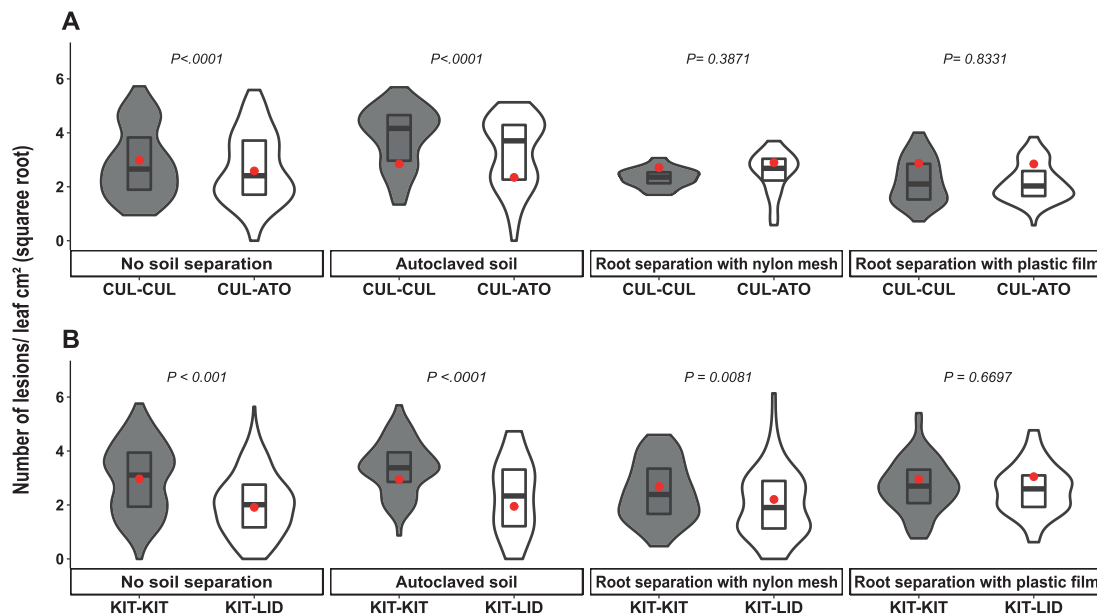 A
Number of lesions/ leaf cm² (squaree root)
P<.0001 P<.0001 P= 0.3871 P= 0.8331
6
4
2
0
No soil separation Autoclaved soil Root separation with nylon mesh Root separation with plastic film
CUL-CUL CUL-ATO CUL-CUL CUL-ATO CUL-CUL CUL-ATO CUL-CUL CUL-ATO
B
P < 0.001 P <.0001 P = 0.0081 P = 0.6697
6
4
2
0
No soil separation Autoclaved soil Root separation with nylon mesh Root separation with plastic film
KIT-KIT KIT-LID KIT-KIT KIT-LID KIT-KIT KIT-LID KIT-KIT KIT-LID